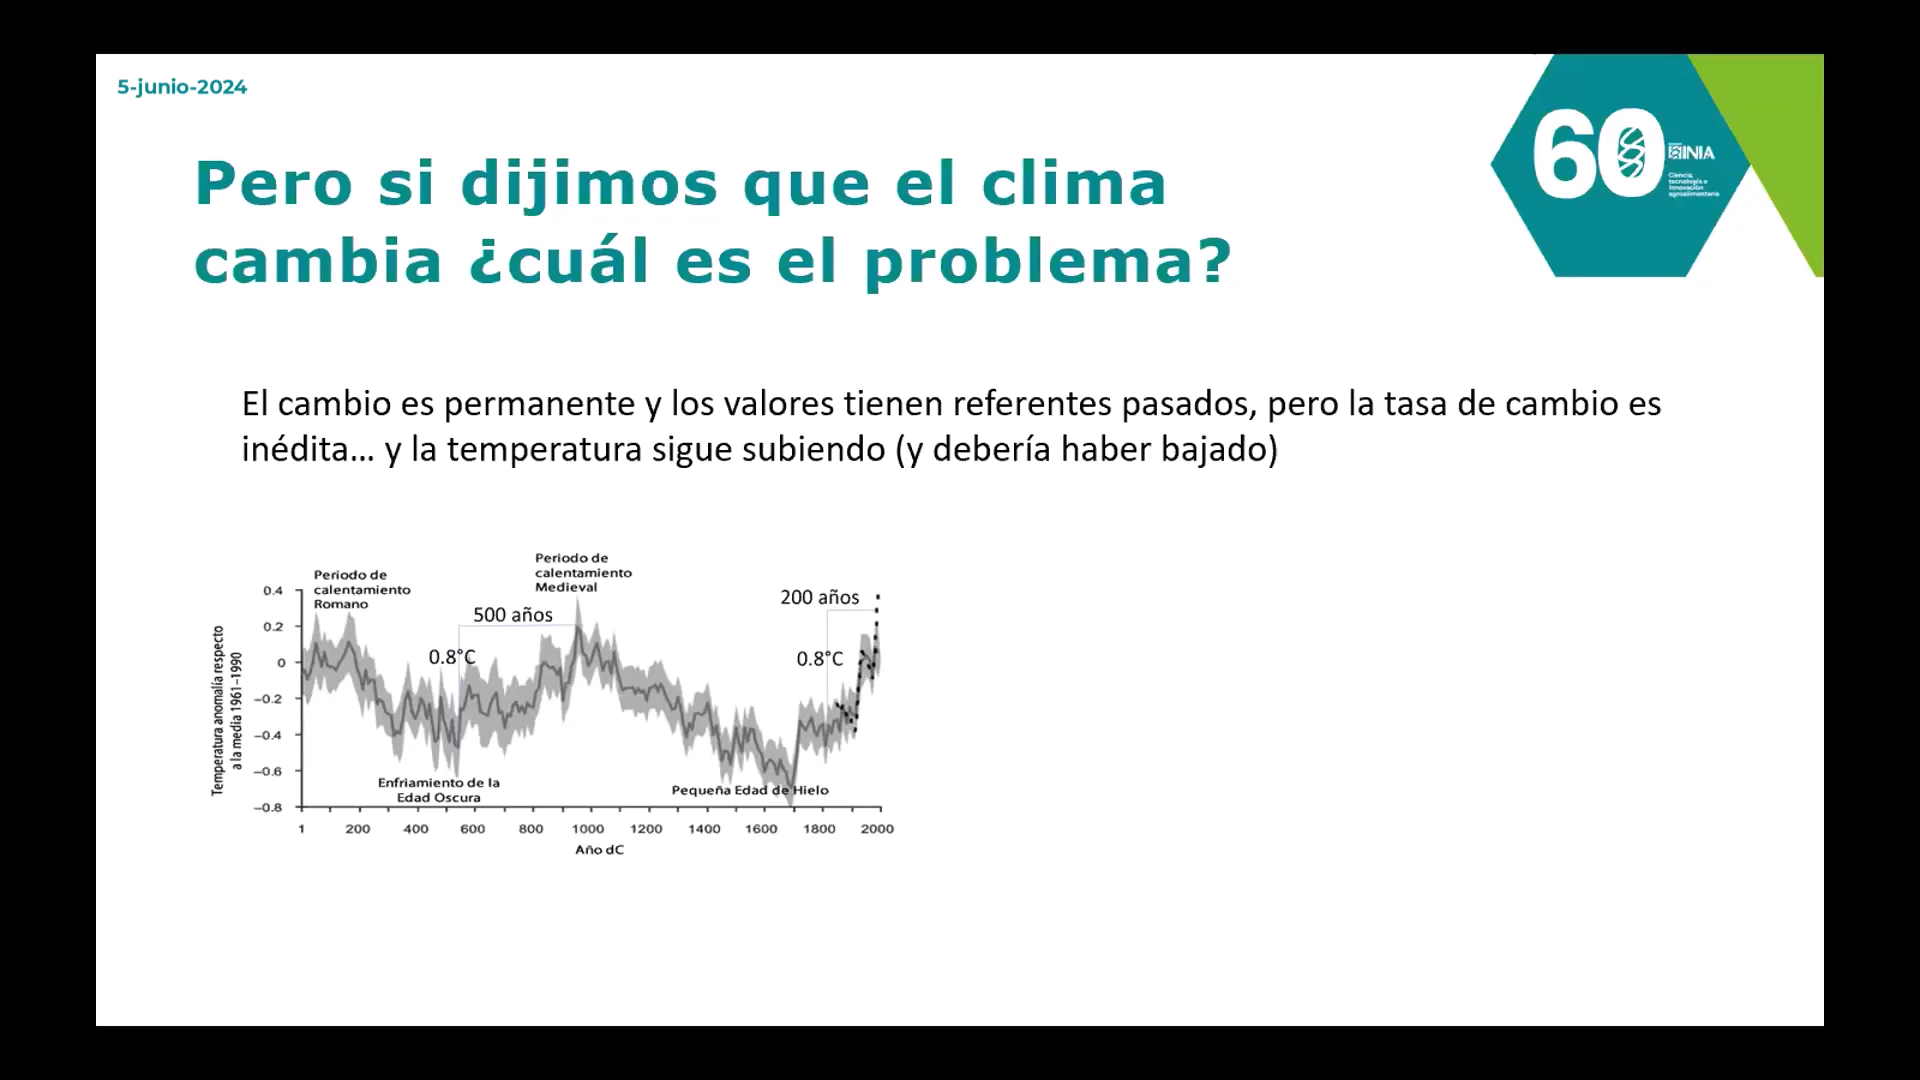 5-junio-2024
60
INIA
Ciencia,
tecnología e
innovación
agroalimentaria
Pero si dijimos que el clima
cambia ¿cuál es el problema?
El cambio es permanente y los valores tienen referentes pasados, pero la tasa de cambio es
inédita... y la temperatura sigue subiendo (y debería haber bajado)
Periodo de
calentamiento
Romano
Periodo de
calentamiento
Medieval
500 años
200 años
0.8°C
0.8°C
Temperatura anomalía respecto
a la media 1961–1990
0.4
0.2
0
–0.2
–0.4
–0.6
–0.8
Enfriamiento de la
Edad Oscura
Pequeña Edad de Hielo
1 200 400 600 800 1000 1200 1400 1600 1800 2000
Año dC